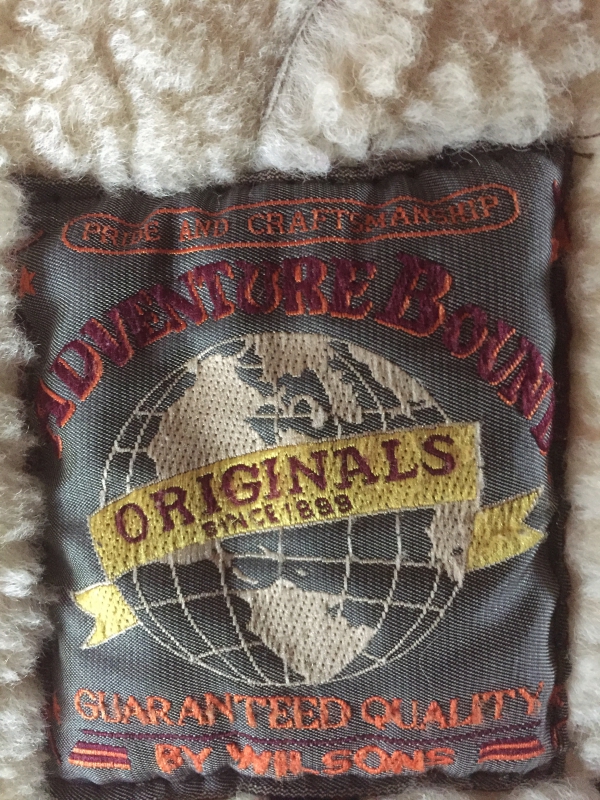 PRIDE AND CRAFTSMANSHIP
ADVENTURE BOUND
ORIGINALS
SINCE 1899
GUARANTEED QUALITY
BY WILSONS